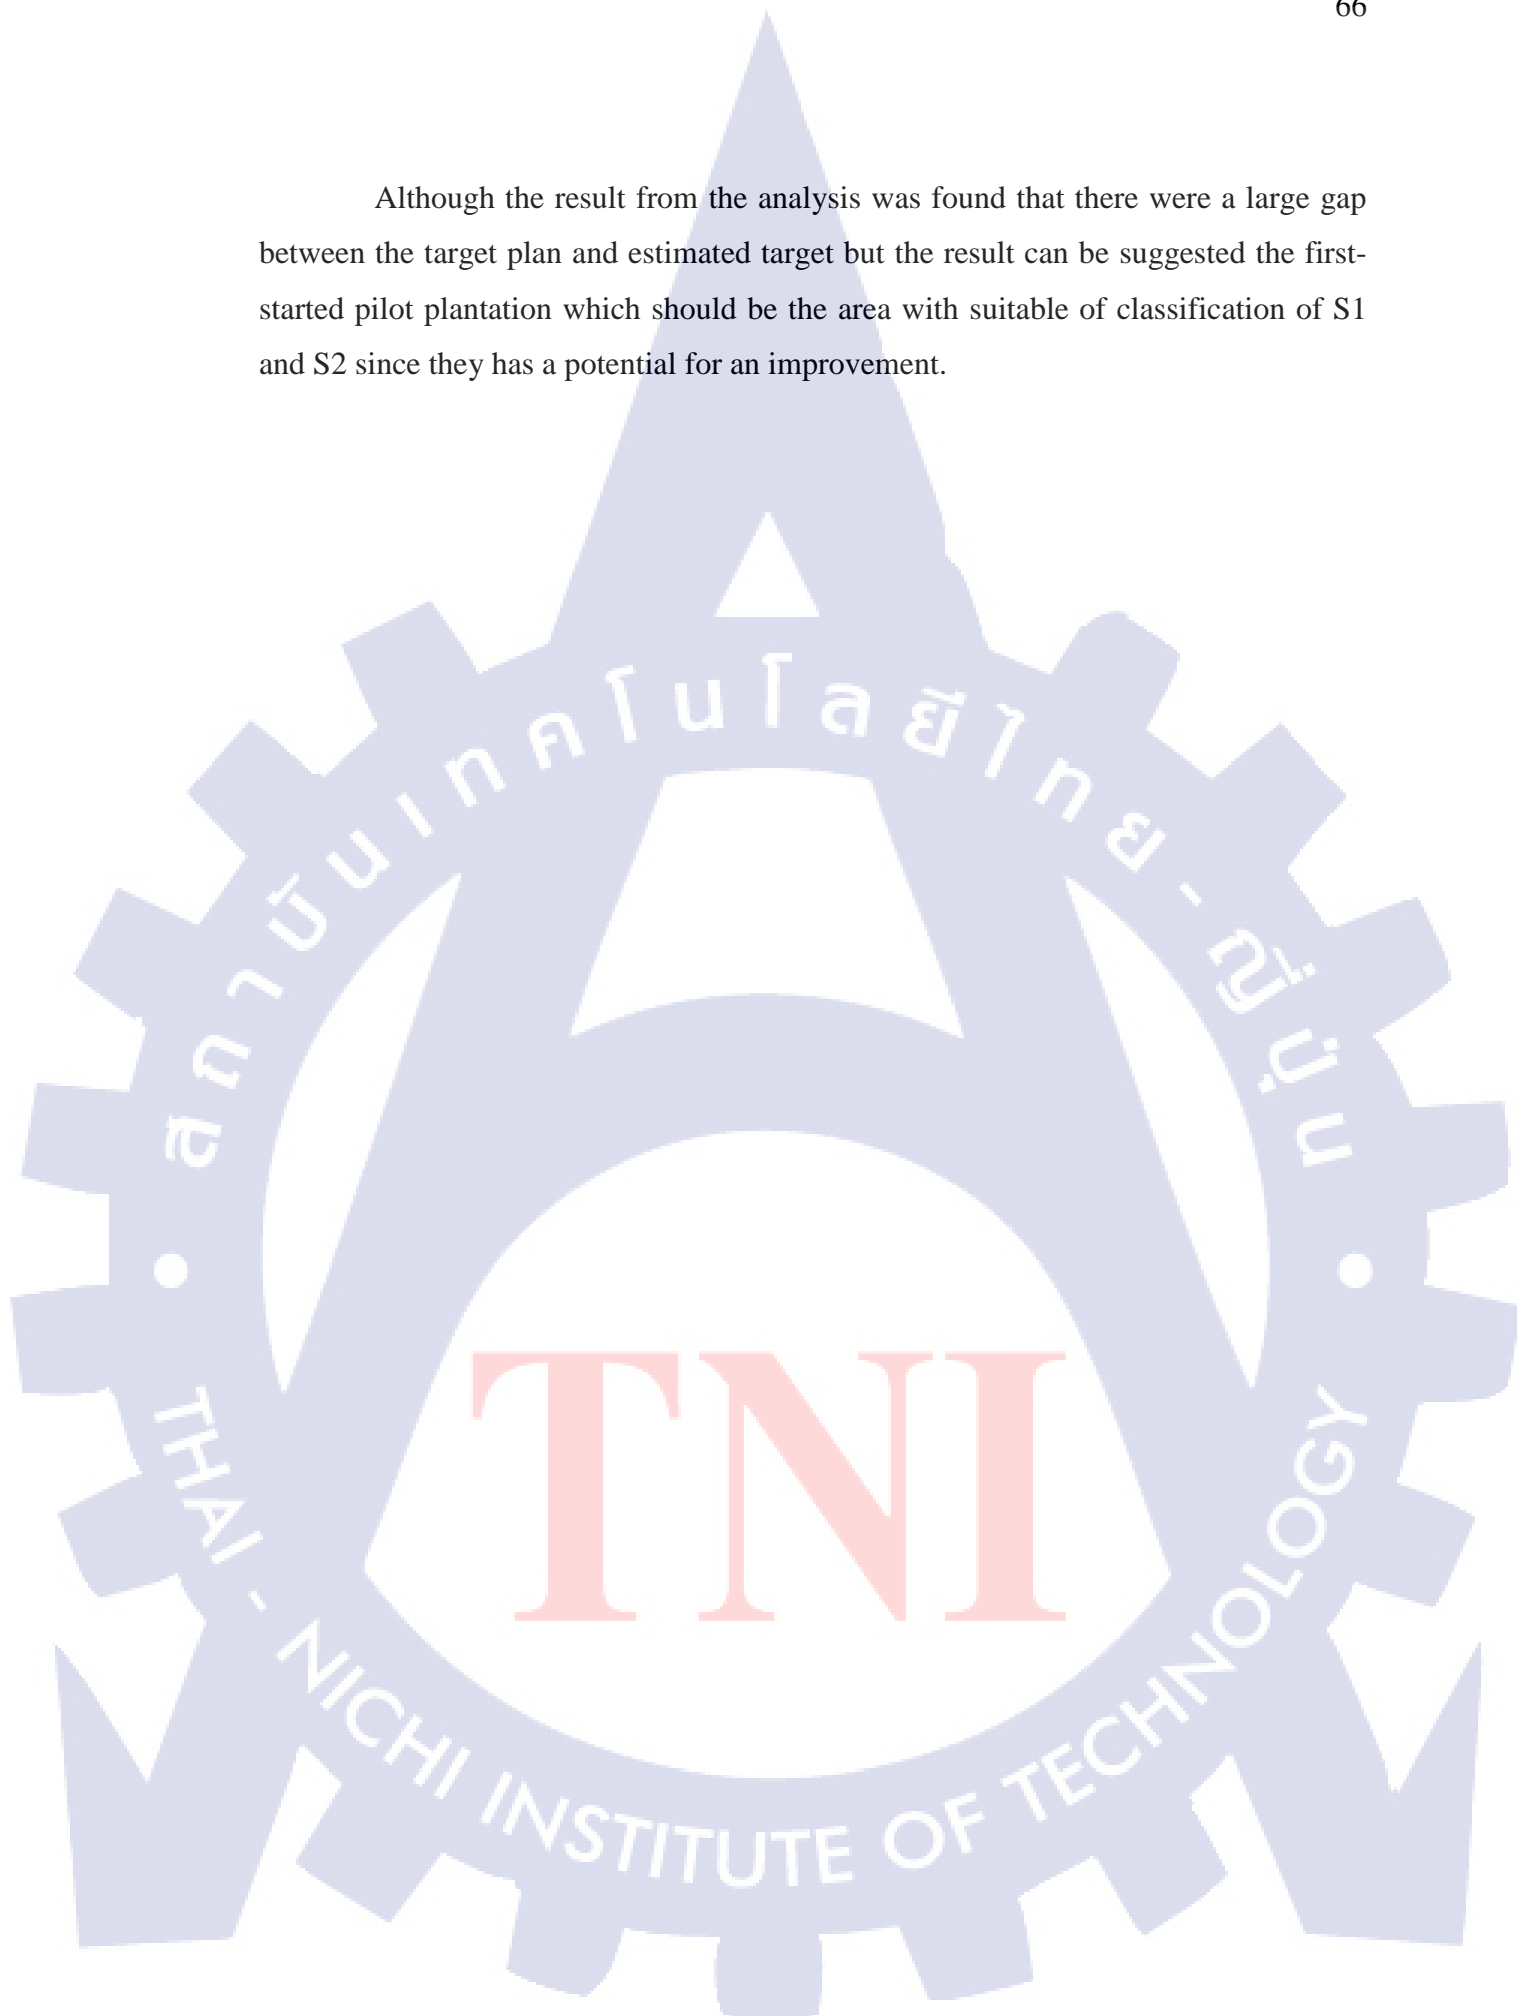 66
Although the result from the analysis was found that there were a large gap
between the target plan and estimated target but the result can be suggested the first-
started pilot plantation which should be the area with suitable of classification of S1
and S2 since they has a potential for an improvement.
สถาบันเทคโนโลยีไทย - ญี่ปุ่น
TNI
THAI - NICHI INSTITUTE OF TECHNOLOGY